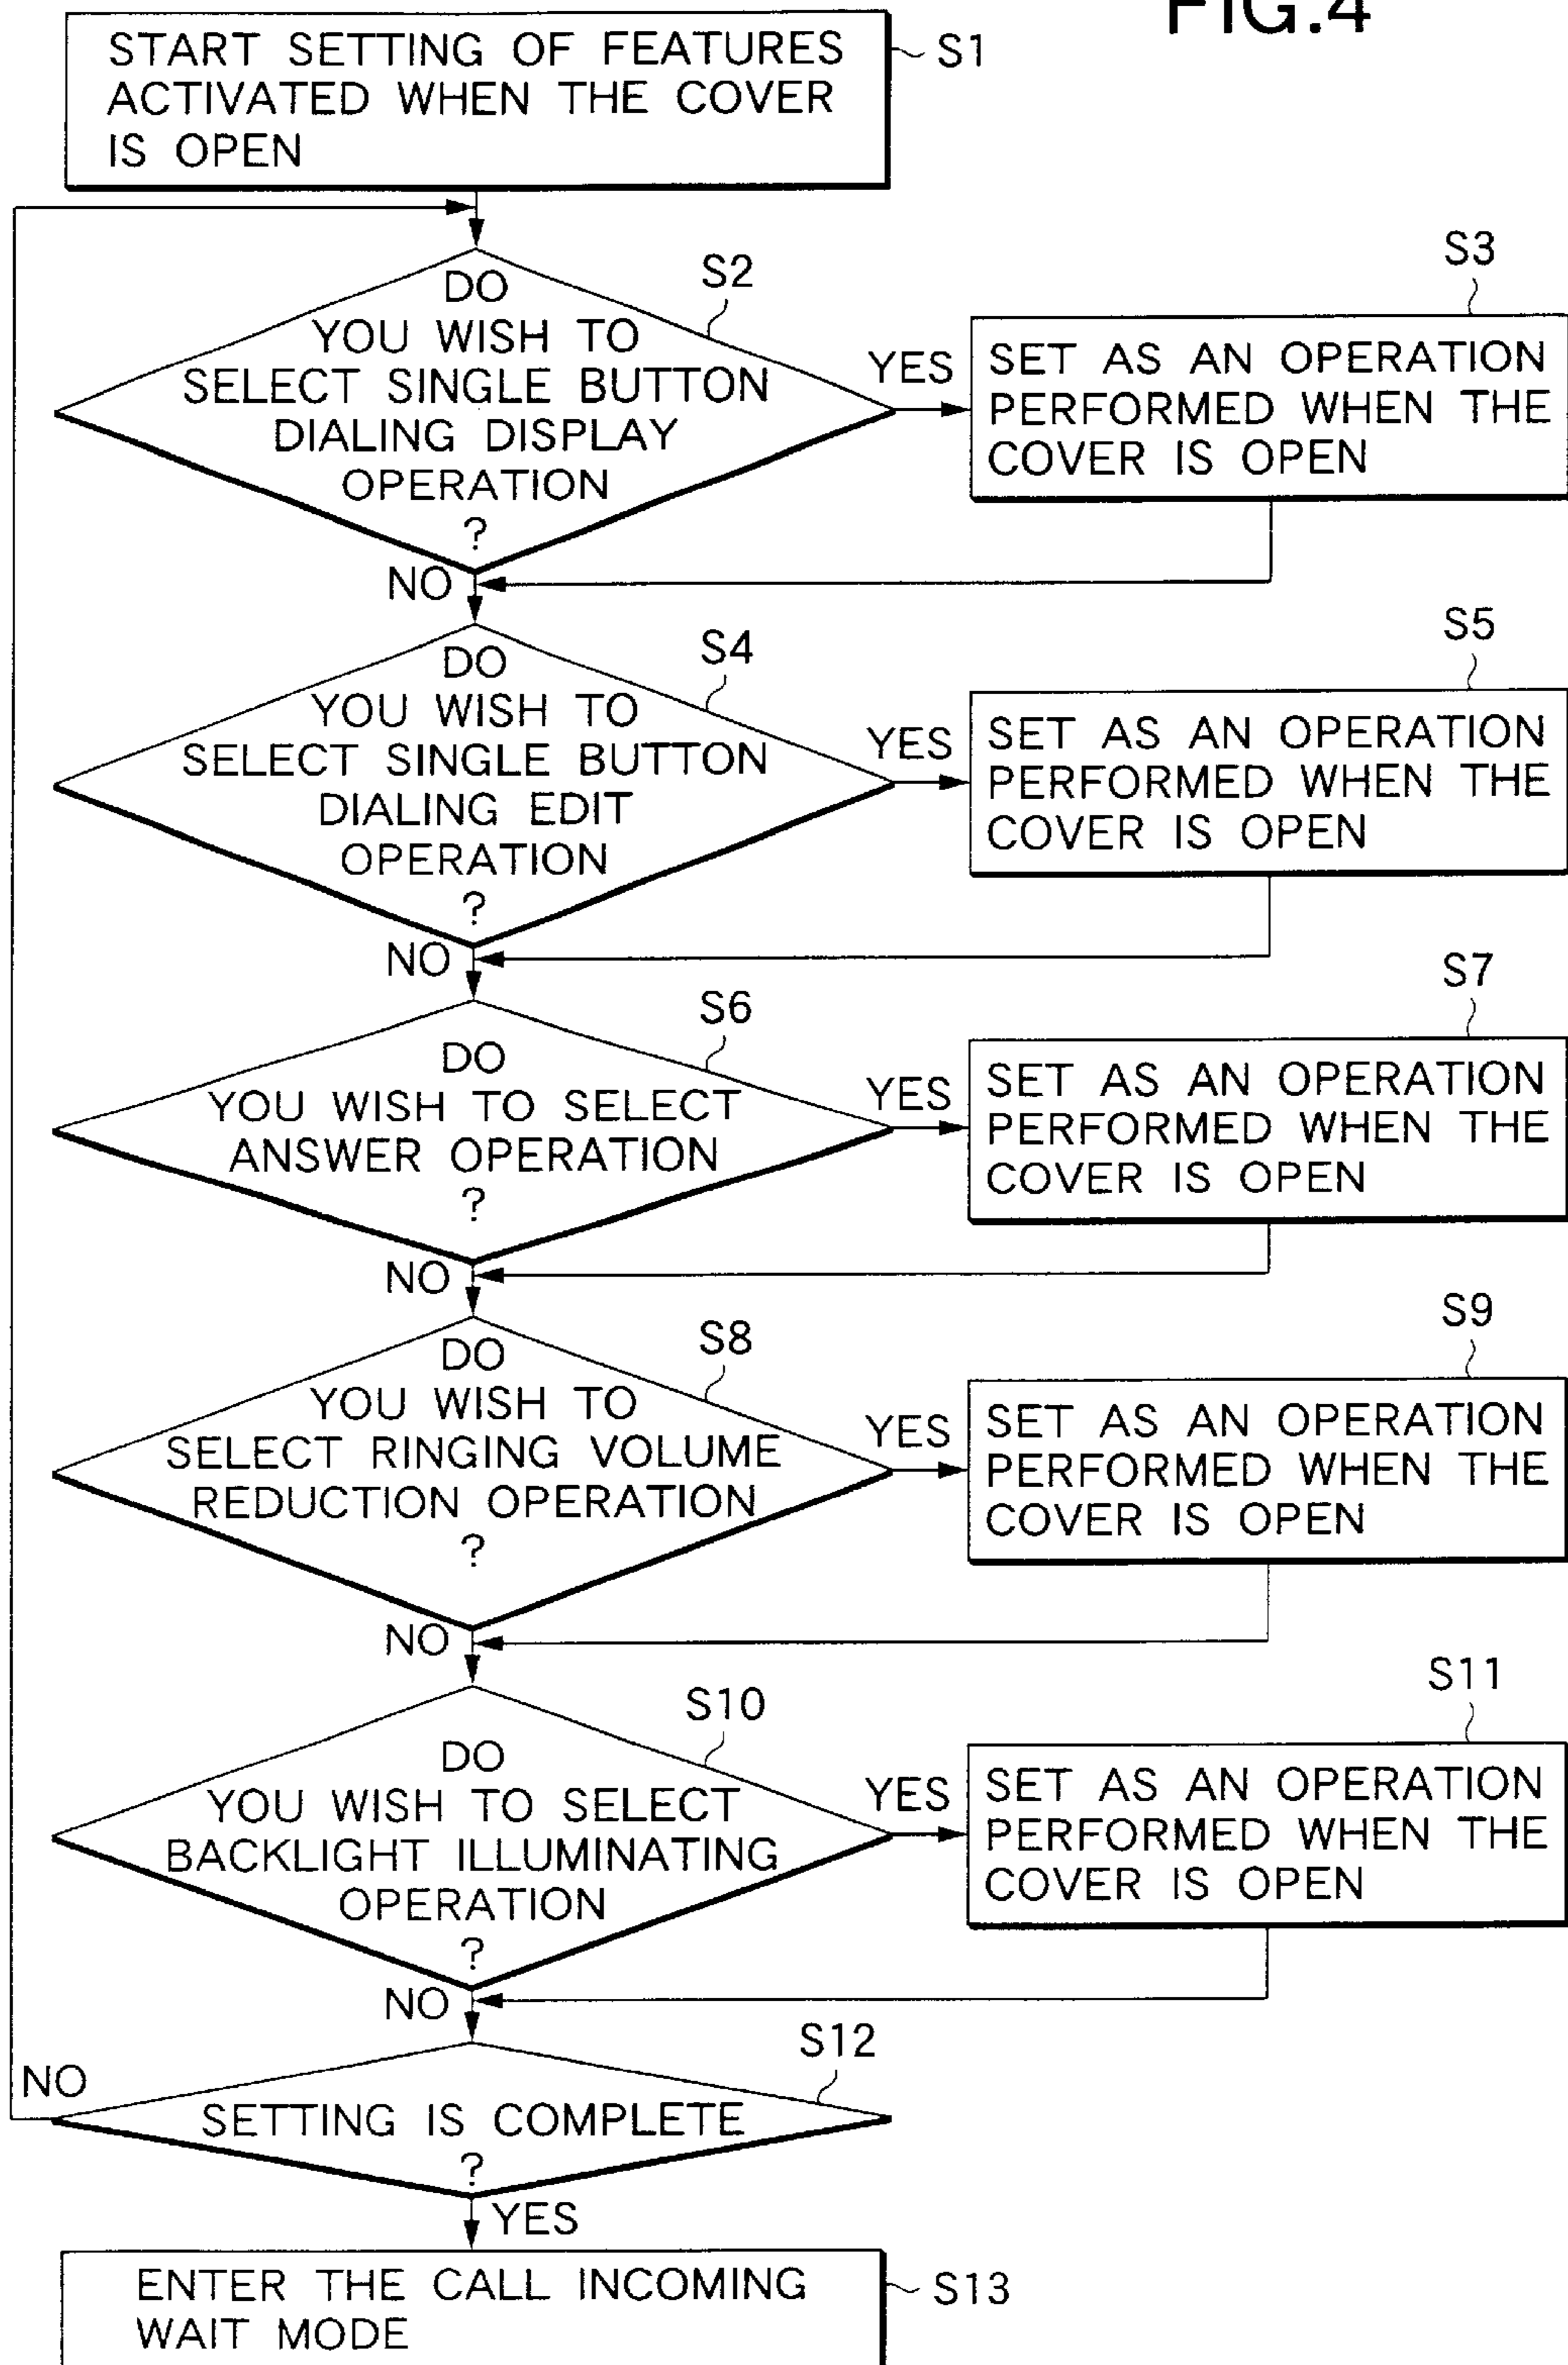 FIG.4
START SETTING OF FEATURES
ACTIVATED WHEN THE COVER
IS OPEN
S1
S2
DO
YOU WISH TO
SELECT SINGLE BUTTON
DIALING DISPLAY
OPERATION
?
YES
NO
S3
SET AS AN OPERATION
PERFORMED WHEN THE
COVER IS OPEN
S4
DO
YOU WISH TO
SELECT SINGLE BUTTON
DIALING EDIT
OPERATION
?
YES
NO
S5
SET AS AN OPERATION
PERFORMED WHEN THE
COVER IS OPEN
S6
DO
YOU WISH TO SELECT
ANSWER OPERATION
?
YES
NO
S7
SET AS AN OPERATION
PERFORMED WHEN THE
COVER IS OPEN
S8
DO
YOU WISH TO
SELECT RINGING VOLUME
REDUCTION OPERATION
?
YES
NO
S9
SET AS AN OPERATION
PERFORMED WHEN THE
COVER IS OPEN
S10
DO
YOU WISH TO SELECT
BACKLIGHT ILLUMINATING
OPERATION
?
YES
NO
S11
SET AS AN OPERATION
PERFORMED WHEN THE
COVER IS OPEN
S12
NO
SETTING IS COMPLETE
?
YES
ENTER THE CALL INCOMING
WAIT MODE
S13